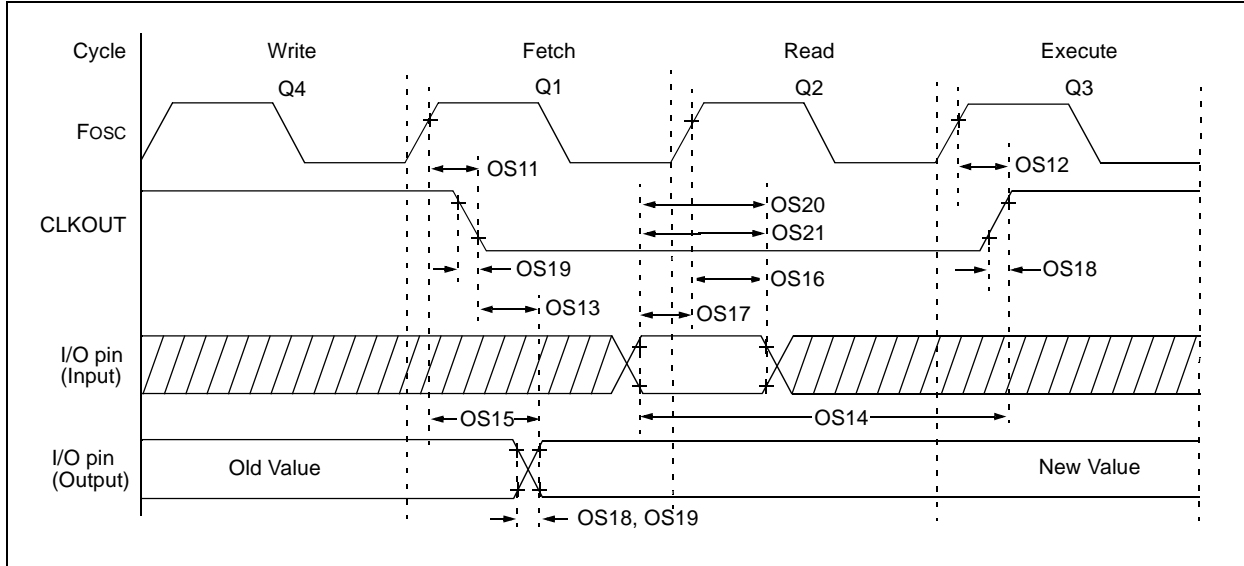 Cycle Write Fetch Read Execute
Q4 Q1 Q2 Q3
FOSC
OS11 OS12
CLKOUT
OS20
OS21
OS19 OS16 OS18
OS13 OS17
I/O pin
(Input)
OS15 OS14
I/O pin
(Output)
Old Value New Value
OS18, OS19